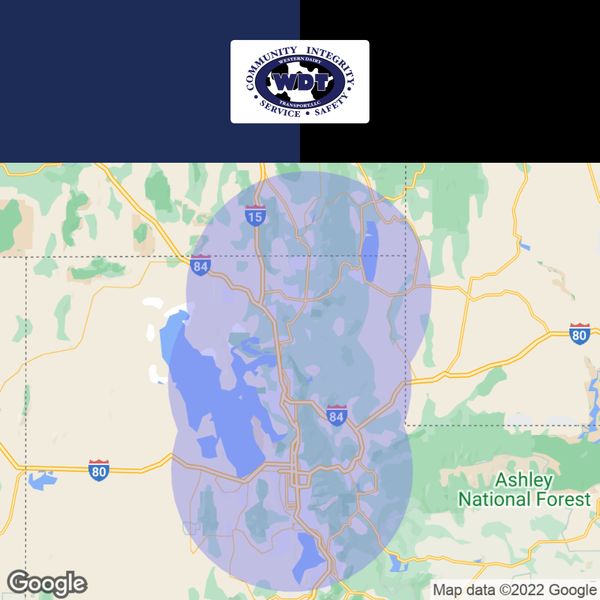 COMMUNITY INTEGRITY
WESTERN DAIRY
WDT
TRANSPORT, LLC
• SERVICE • SAFETY •
15
84
80
84
80
Ashley
National Forest
Google
Map data ©2022 Google